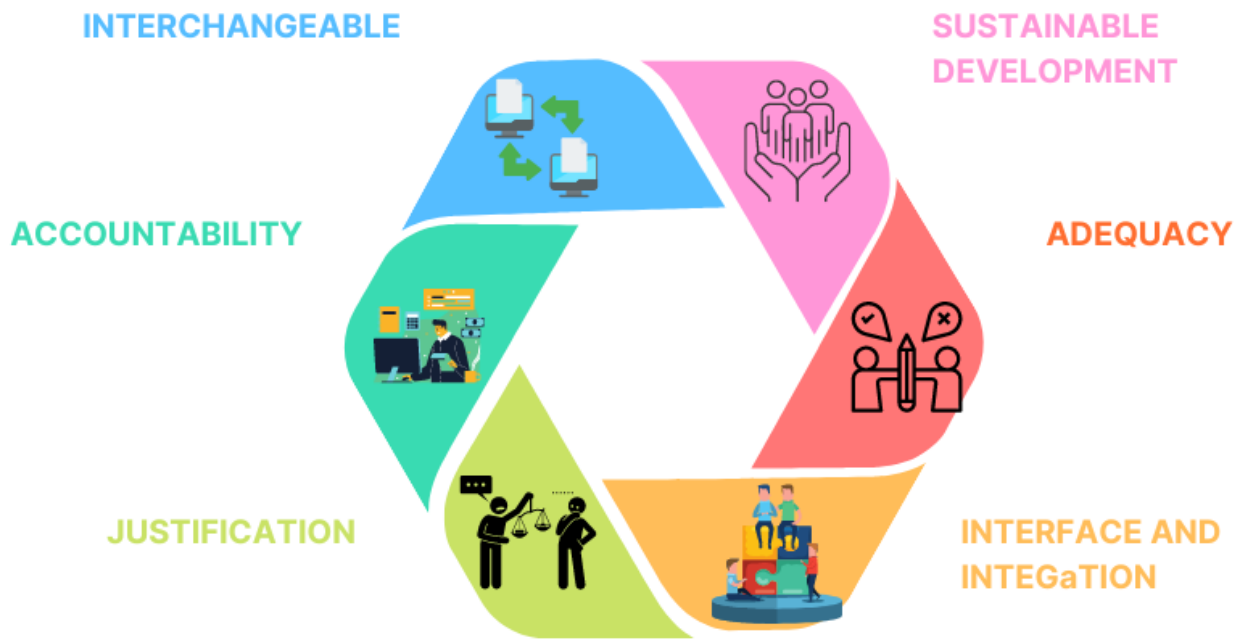 INTERCHANGEABLE
SUSTAINABLE
DEVELOPMENT
ACCOUNTABILITY
ADEQUACY
JUSTIFICATION
INTERFACE AND
INTEGaTION